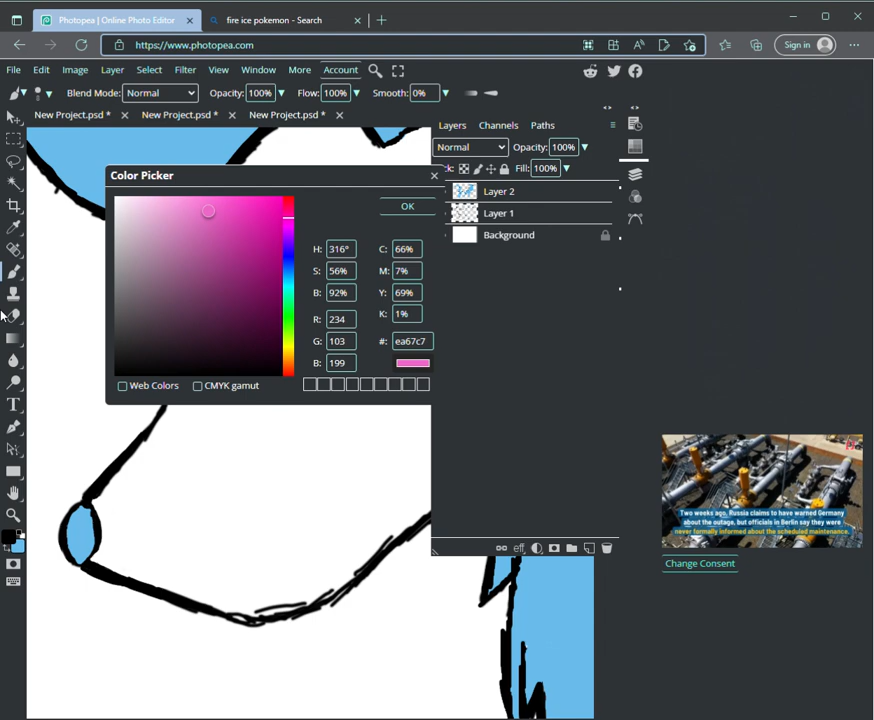 Photopea | Online Photo Editor
fire ice pokemon - Search
https://www.photopea.com
Sign in
File Edit Image Layer Select Filter View Window More Account
Blend Mode: Normal Opacity: 100% Flow: 100% Smooth: 0%
New Project.psd * New Project.psd * New Project.psd *
Layers Channels Paths
Normal Opacity: 100%
Fill: 100%
Layer 2
Layer 1
Background
Color Picker
OK
H: 316° C: 66%
S: 56% M: 7%
B: 92% Y: 69%
R: 234 K: 1%
G: 103 #: ea67c7
B: 199
Web Colors CMYK gamut
eff
Two weeks ago, Russia claims to have warned Germany
about the outage, but officials in Berlin say they were
never formally informed about the scheduled maintenance.
Change Consent